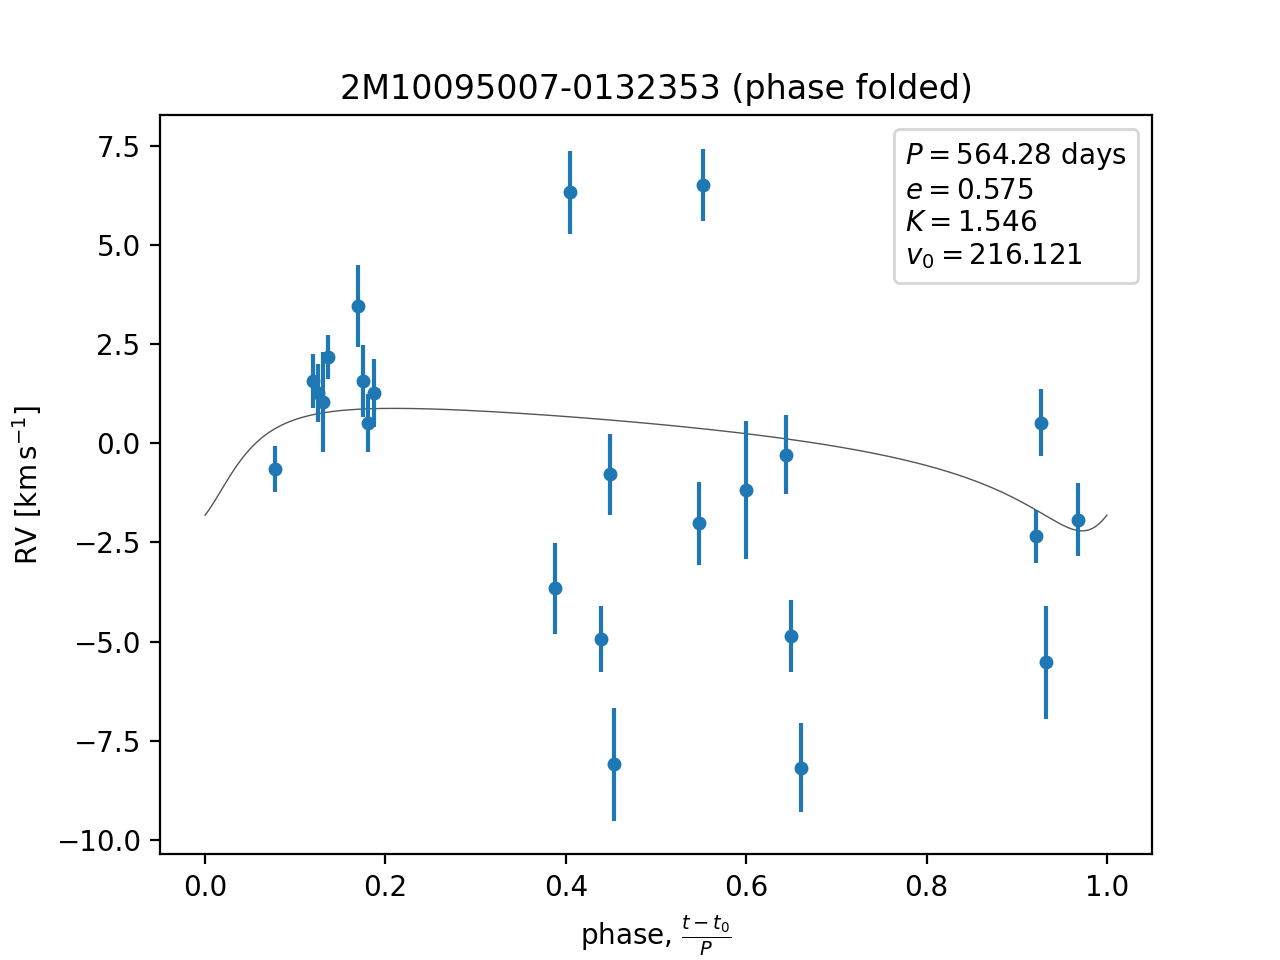 2M10095007-0132353 (phase folded)
P = 564.28 days
e = 0.575
K = 1.546
v₀ = 216.121
RV [km s⁻¹]
7.5
5.0
2.5
0.0
−2.5
−5.0
−7.5
−10.0
0.0 0.2 0.4 0.6 0.8 1.0
phase, (t − t₀)/P